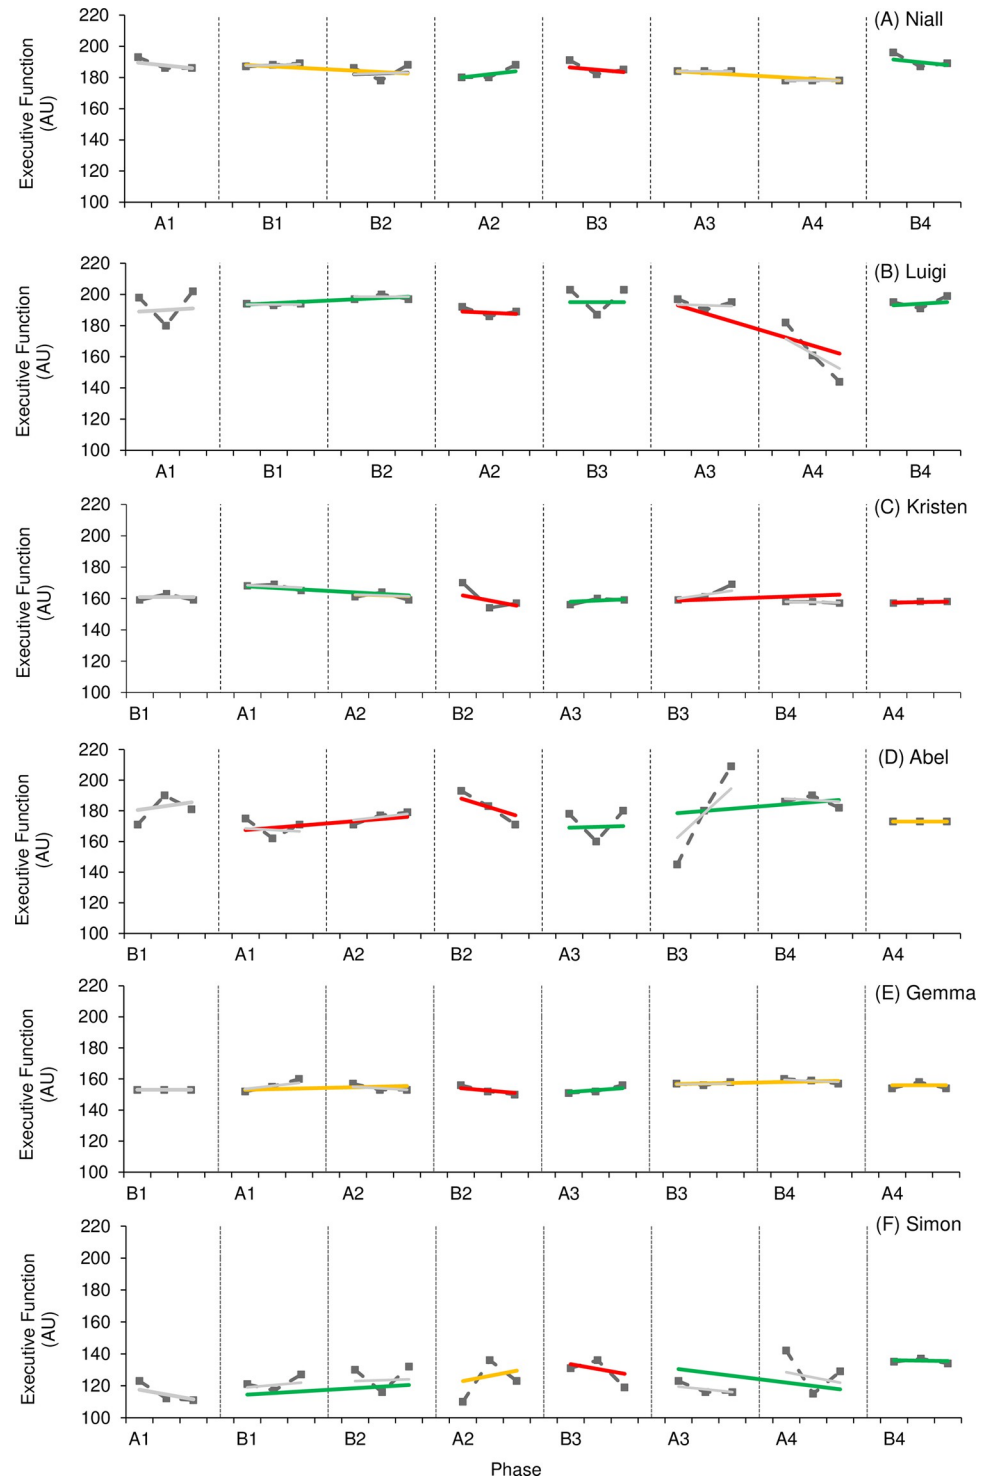 (A) Niall
Executive Function
(AU)
220
200
180
160
140
120
100
A1 B1 B2 A2 B3 A3 A4 B4
(B) Luigi
Executive Function
(AU)
220
200
180
160
140
120
100
A1 B1 B2 A2 B3 A3 A4 B4
(C) Kristen
Executive Function
(AU)
220
200
180
160
140
120
100
B1 A1 A2 B2 A3 B3 B4 A4
(D) Abel
Executive Function
(AU)
220
200
180
160
140
120
100
B1 A1 A2 B2 A3 B3 B4 A4
(E) Gemma
Executive Function
(AU)
220
200
180
160
140
120
100
B1 A1 A2 B2 A3 B3 B4 A4
(F) Simon
Executive Function
(AU)
220
200
180
160
140
120
100
A1 B1 B2 A2 B3 A3 A4 B4
Phase